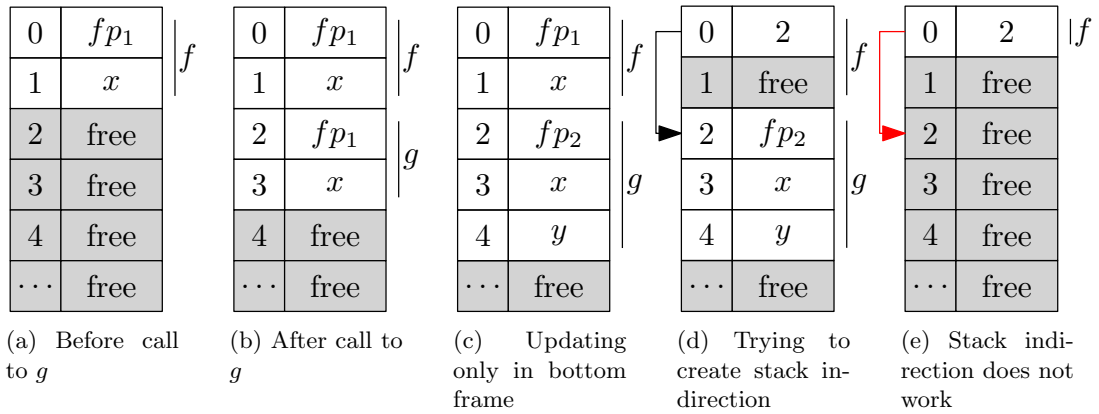 0 fp₁ f
1 x
2 free
3 free
4 free
⋯ free
(a) Before call
to g
0 fp₁ f
1 x
2 fp₁ g
3 x
4 free
⋯ free
(b) After call to
g
0 fp₁ f
1 x
2 fp₂ g
3 x
4 y
⋯ free
(c) Updating
only in bottom
frame
0 2 f
1 free
2 fp₂ g
3 x
4 y
⋯ free
(d) Trying to
create stack in-
direction
0 2 f
1 free
2 free
3 free
4 free
⋯ free
(e) Stack indi-
rection does not
work